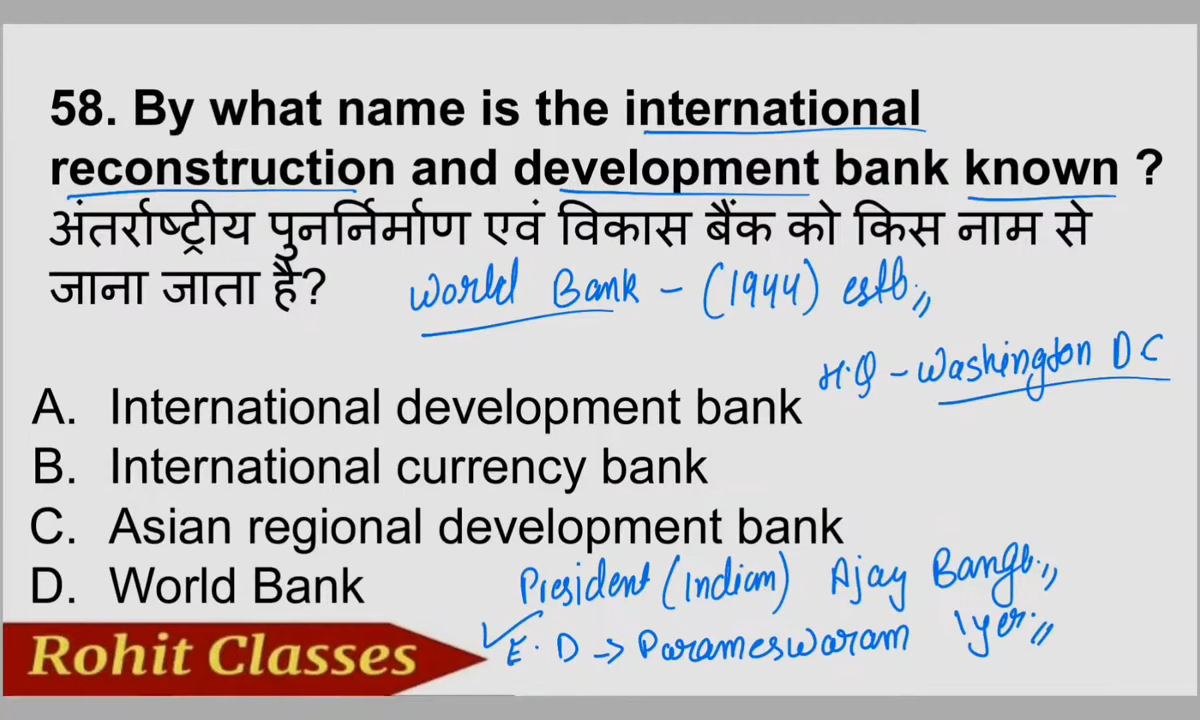 58. By what name is the international
reconstruction and development bank known ?
अंतर्राष्ट्रीय पुनर्निर्माण एवं विकास बैंक को किस नाम से
जाना जाता है?
World Bank - (1944) estb.,,
H.Q - Washington DC
A. International development bank
B. International currency bank
C. Asian regional development bank
D. World Bank
President (Indian) Ajay Banga.,,
E.D -> Parameswaram Iyer.,,
Rohit Classes